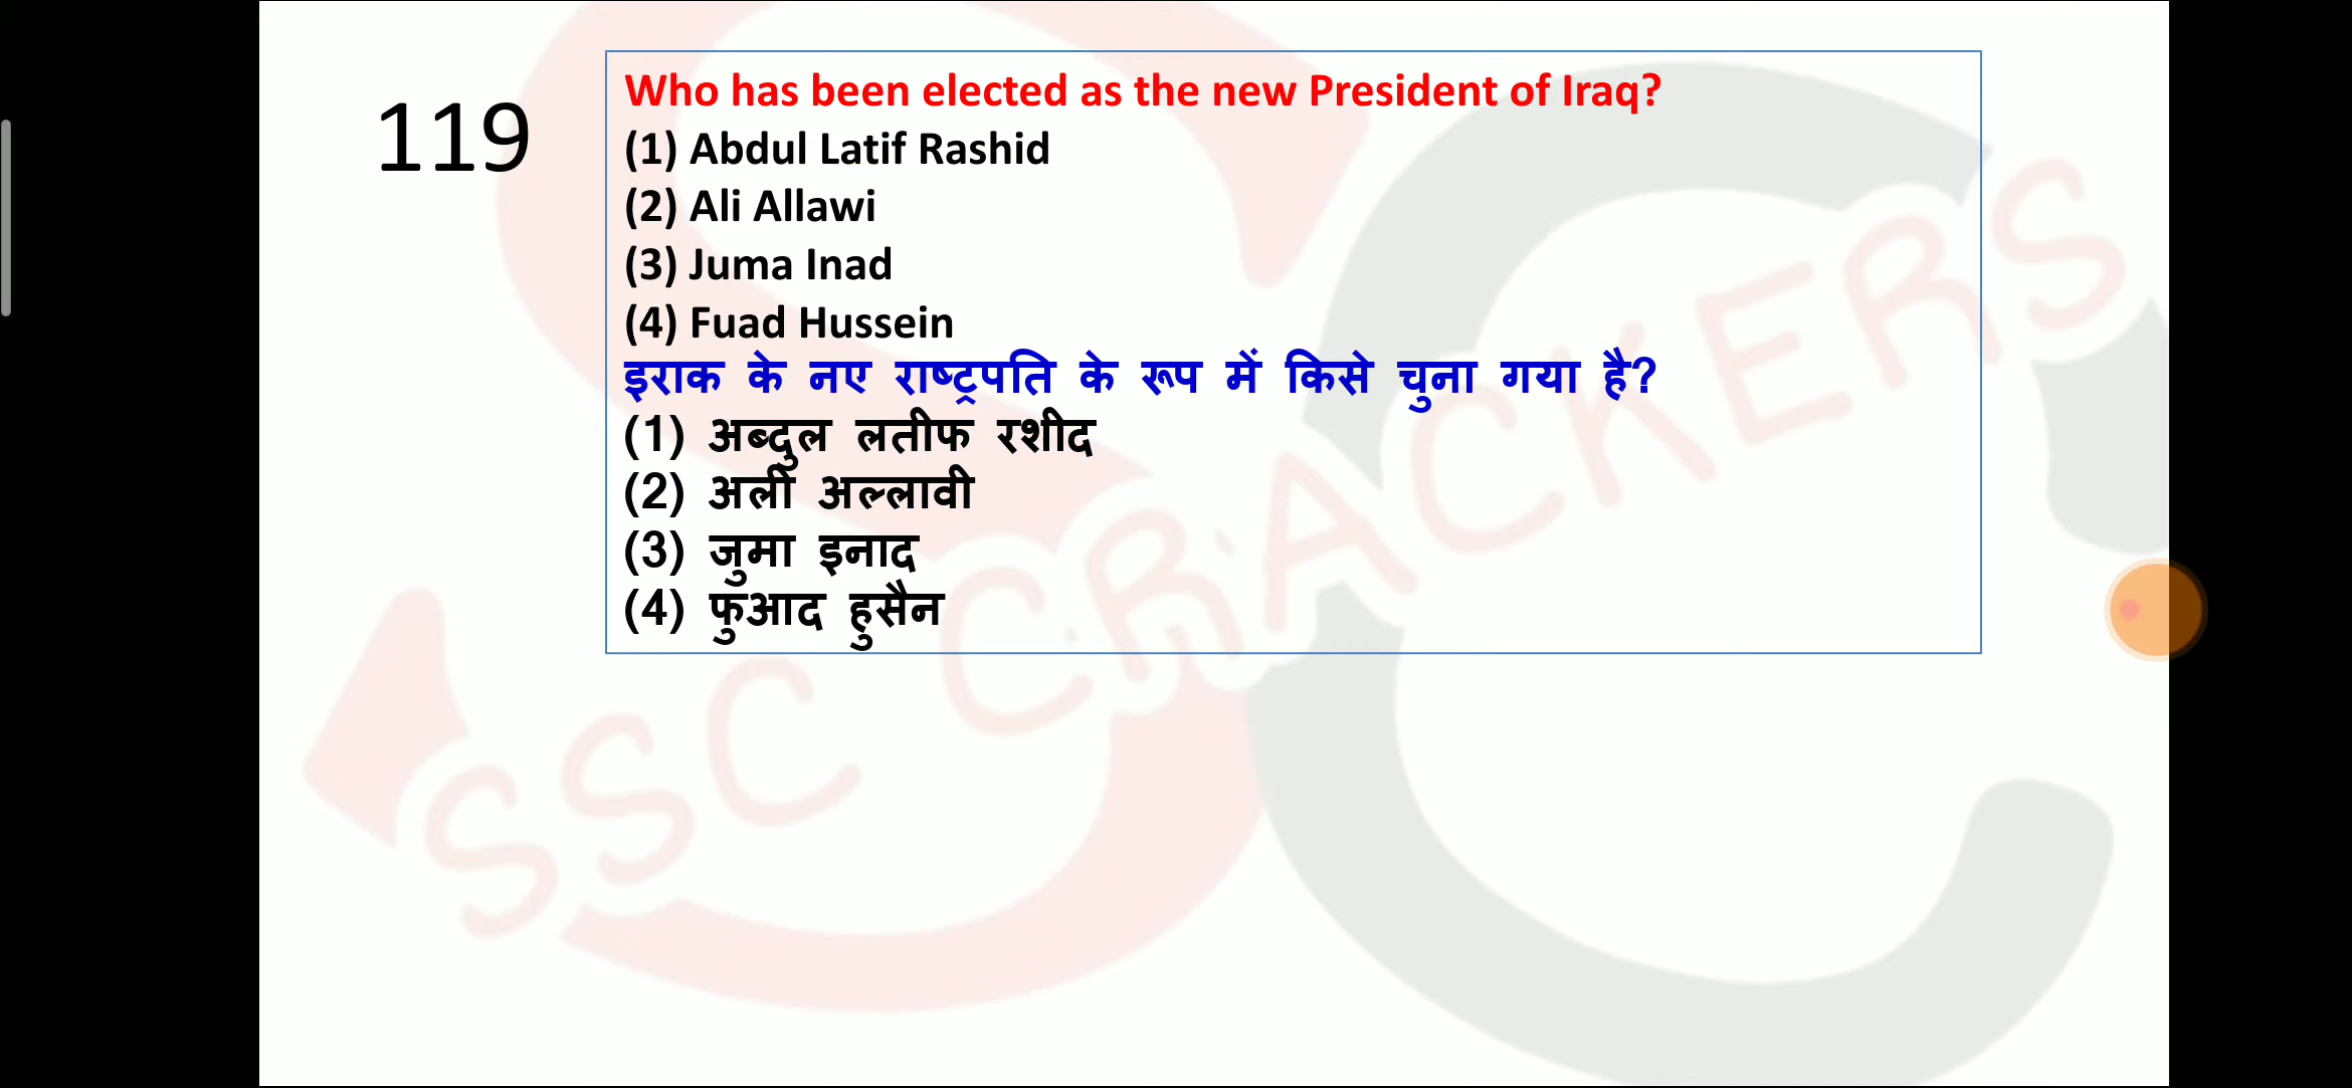 119
Who has been elected as the new President of Iraq?
(1) Abdul Latif Rashid
(2) Ali Allawi
(3) Juma Inad
(4) Fuad Hussein
इराक के नए राष्ट्रपति के रूप में किसे चुना गया है?
(1) अब्दुल लतीफ रशीद
(2) अली अल्लावी
(3) जुमा इनाद
(4) फुआद हुसैन
SSC CRACKERS